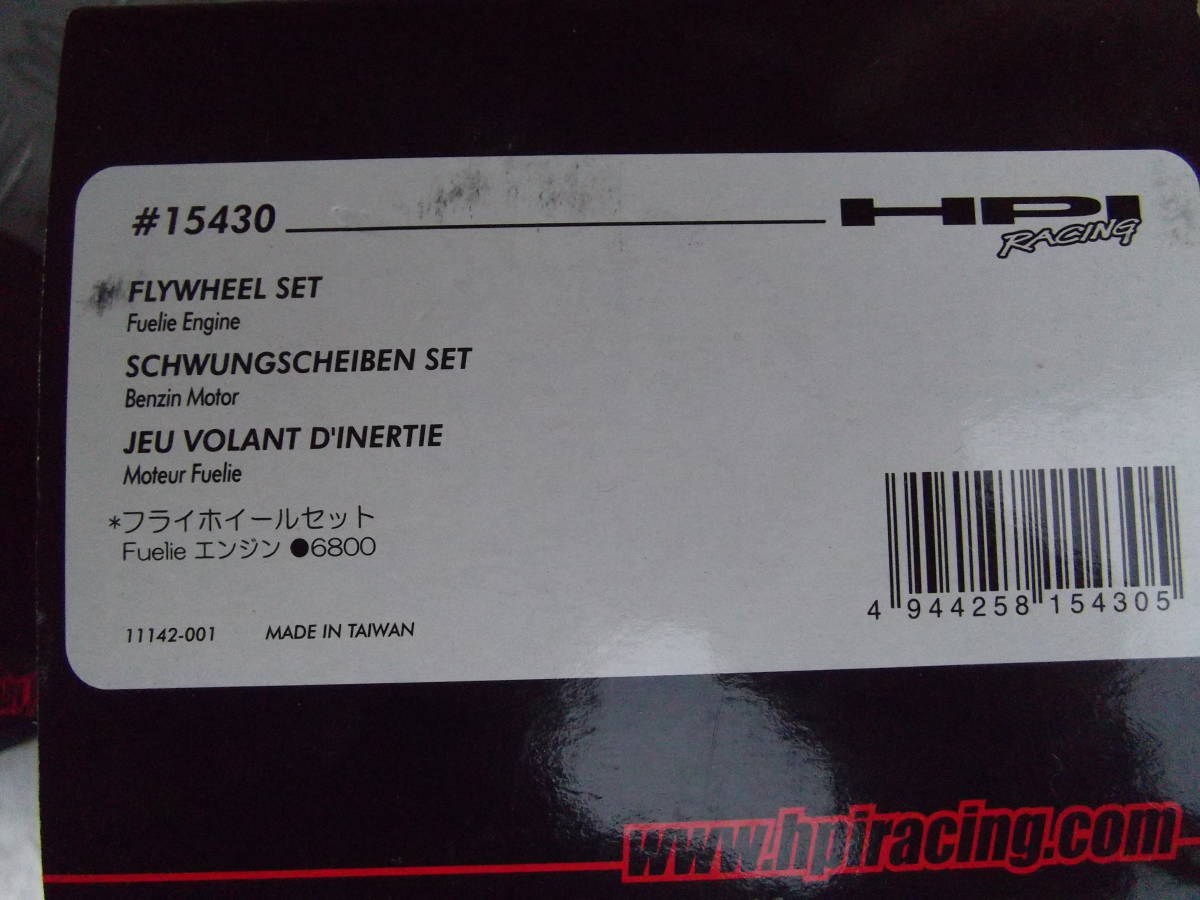 #15430
HPI
RACING
FLYWHEEL SET
Fuelie Engine
SCHWUNGSCHEIBEN SET
Benzin Motor
JEU VOLANT D'INERTIE
Moteur Fuelie
*フライホイールセット
Fuelie エンジン ●6800
11142-001 MADE IN TAIWAN
4 944258 154305
www.hpiracing.com